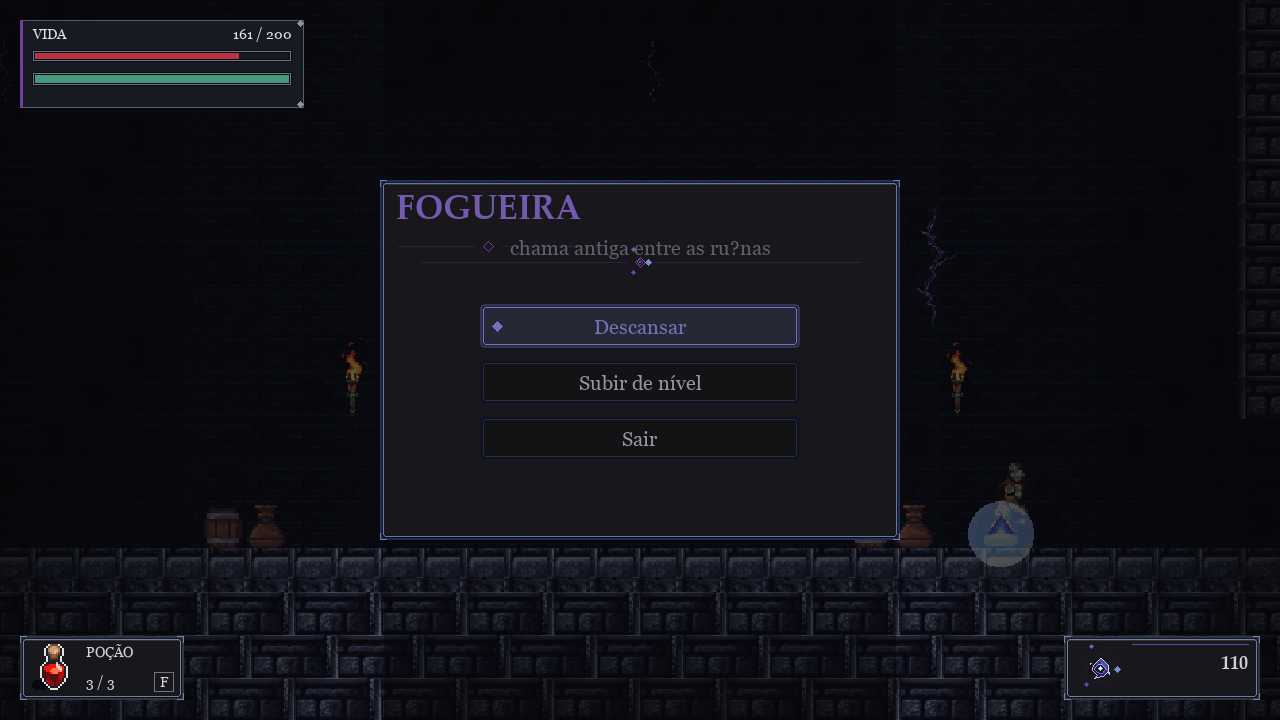 VIDA 161 / 200
FOGUEIRA
chama antiga entre as ru?nas
Descansar
Subir de nível
Sair
POÇÃO
3 / 3 F
110